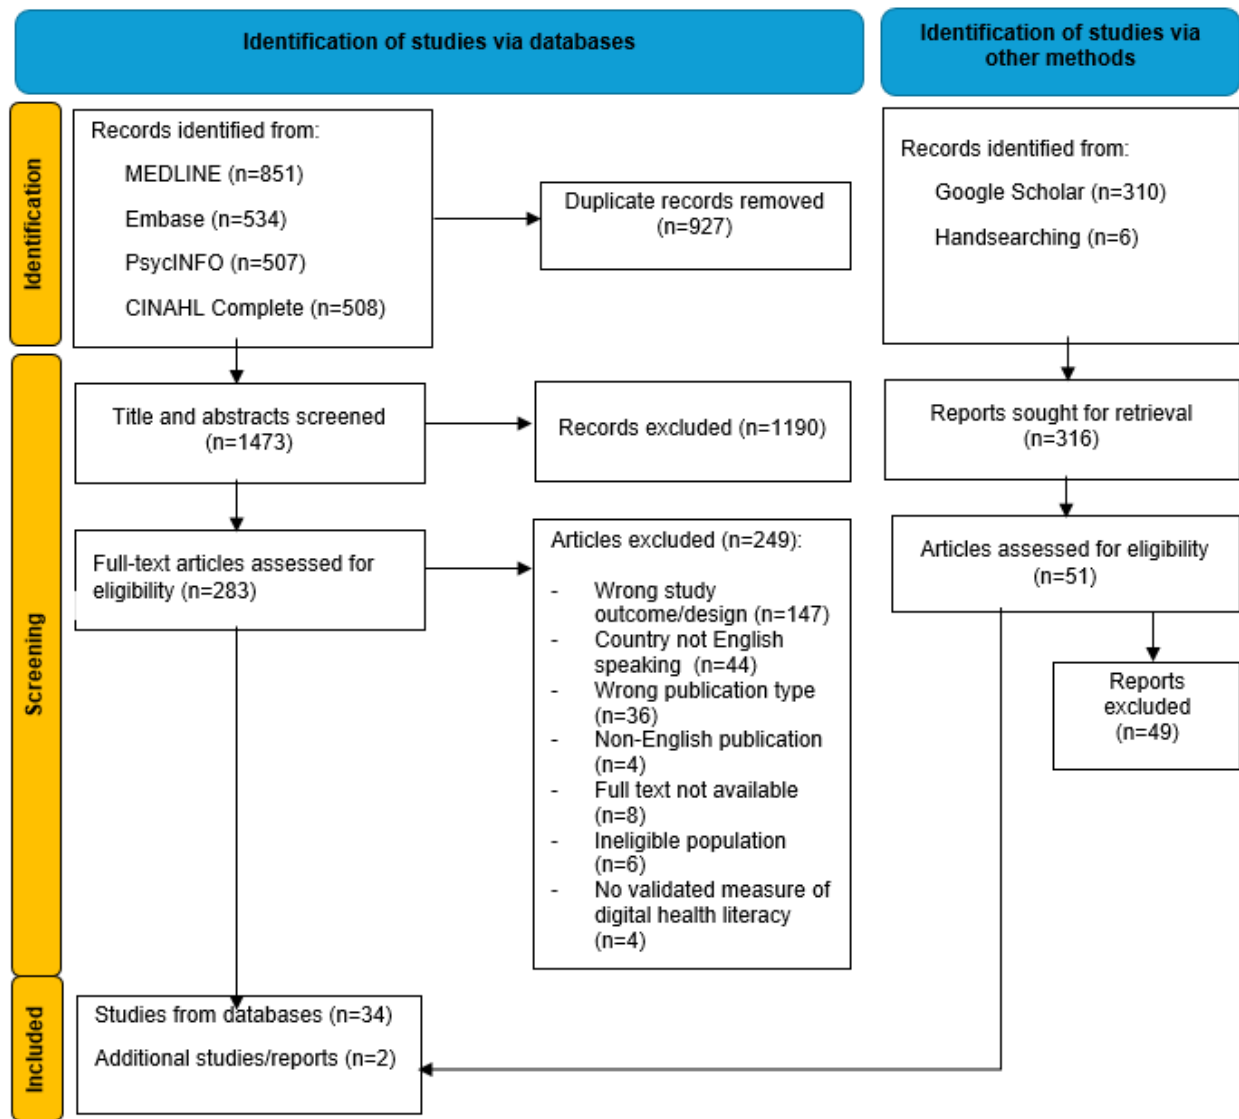 Identification of studies via databases
Identification of studies via
other methods
Identification
Records identified from:
MEDLINE (n=851)
Embase (n=534)
PsycINFO (n=507)
CINAHL Complete (n=508)
Duplicate records removed
(n=927)
Records identified from:
Google Scholar (n=310)
Handsearching (n=6)
Screening
Title and abstracts screened
(n=1473)
Records excluded (n=1190)
Reports sought for retrieval
(n=316)
Full-text articles assessed for
eligibility (n=283)
Articles excluded (n=249):
- Wrong study
outcome/design (n=147)
- Country not English
speaking (n=44)
- Wrong publication type
(n=36)
- Non-English publication
(n=4)
- Full text not available
(n=8)
- Ineligible population
(n=6)
- No validated measure of
digital health literacy
(n=4)
Articles assessed for eligibility
(n=51)
Reports
excluded
(n=49)
Included
Studies from databases (n=34)
Additional studies/reports (n=2)